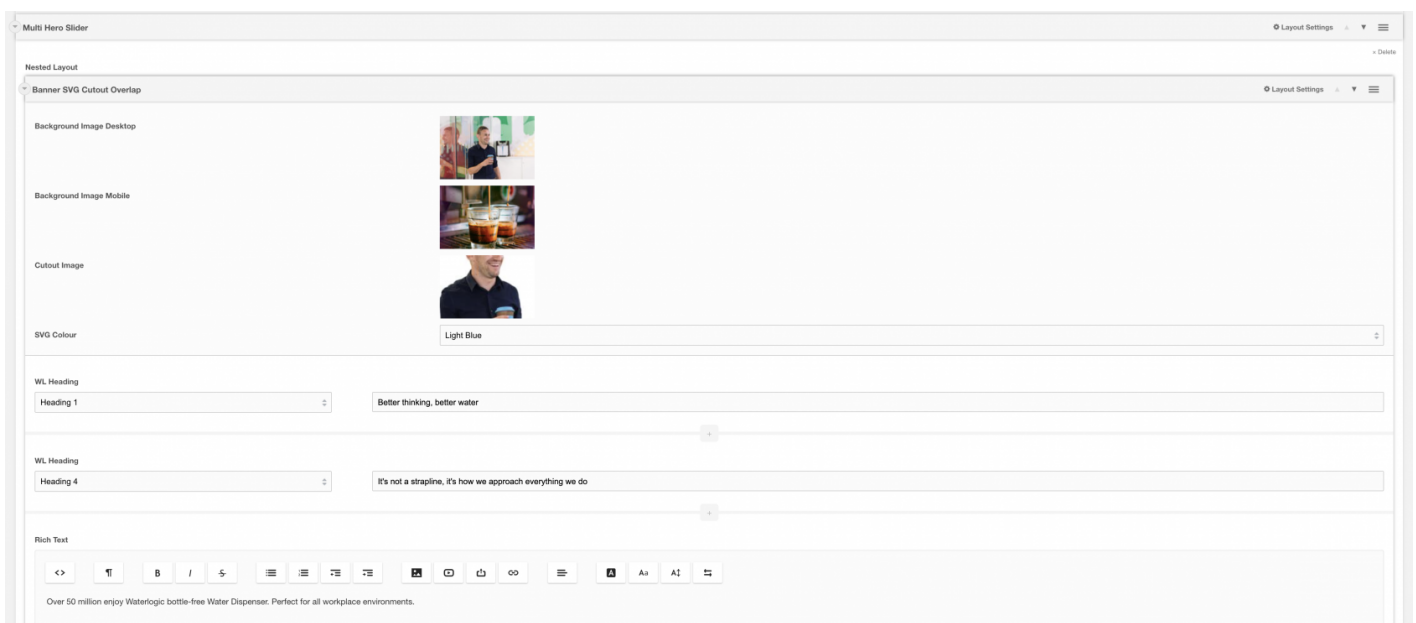 Multi Hero Slider
Layout Settings
× Delete
Nested Layout
Banner SVG Cutout Overlap
Layout Settings
Background Image Desktop
Background Image Mobile
Cutout Image
SVG Colour
Light Blue
WL Heading
Heading 1
Better thinking, better water
+
WL Heading
Heading 4
It's not a strapline, it's how we approach everything we do
+
Rich Text
<> ¶ B I S A Aa A
Over 50 million enjoy Waterlogic bottle-free Water Dispenser. Perfect for all workplace environments.